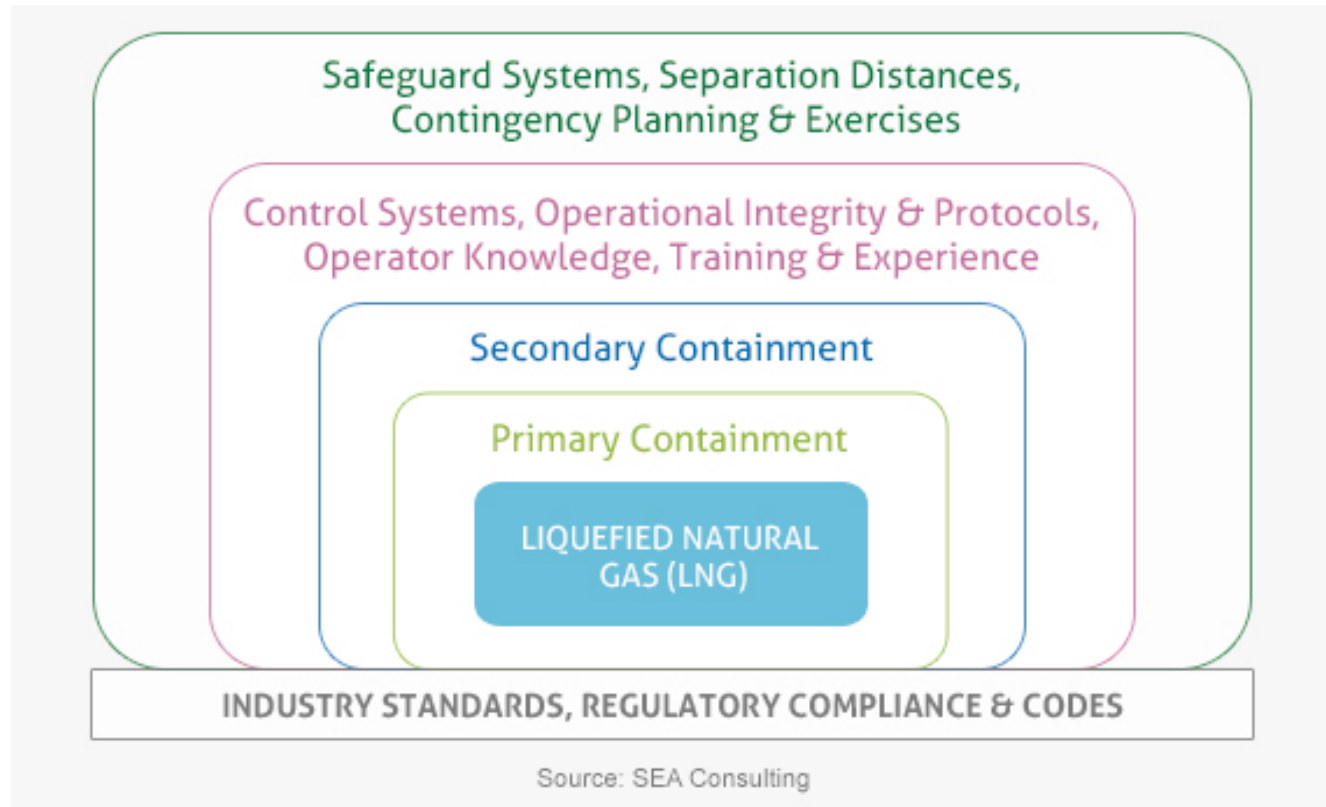 Safeguard Systems, Separation Distances,
Contingency Planning & Exercises
Control Systems, Operational Integrity & Protocols,
Operator Knowledge, Training & Experience
Secondary Containment
Primary Containment
LIQUEFIED NATURAL
GAS (LNG)
INDUSTRY STANDARDS, REGULATORY COMPLIANCE & CODES
Source: SEA Consulting